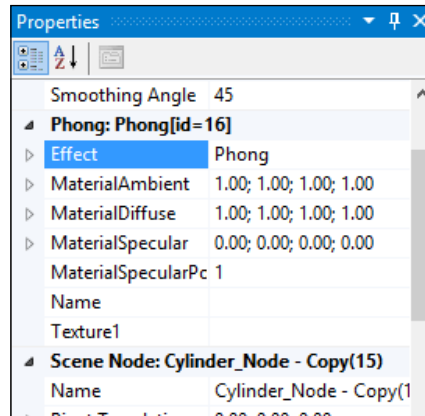 Properties
Smoothing Angle 45
Phong: Phong[id=16]
Effect Phong
MaterialAmbient 1.00; 1.00; 1.00; 1.00
MaterialDiffuse 1.00; 1.00; 1.00; 1.00
MaterialSpecular 0.00; 0.00; 0.00; 0.00
MaterialSpecularPo 1
Name
Texture1
Scene Node: Cylinder_Node - Copy(15)
Name Cylinder_Node - Copy(1